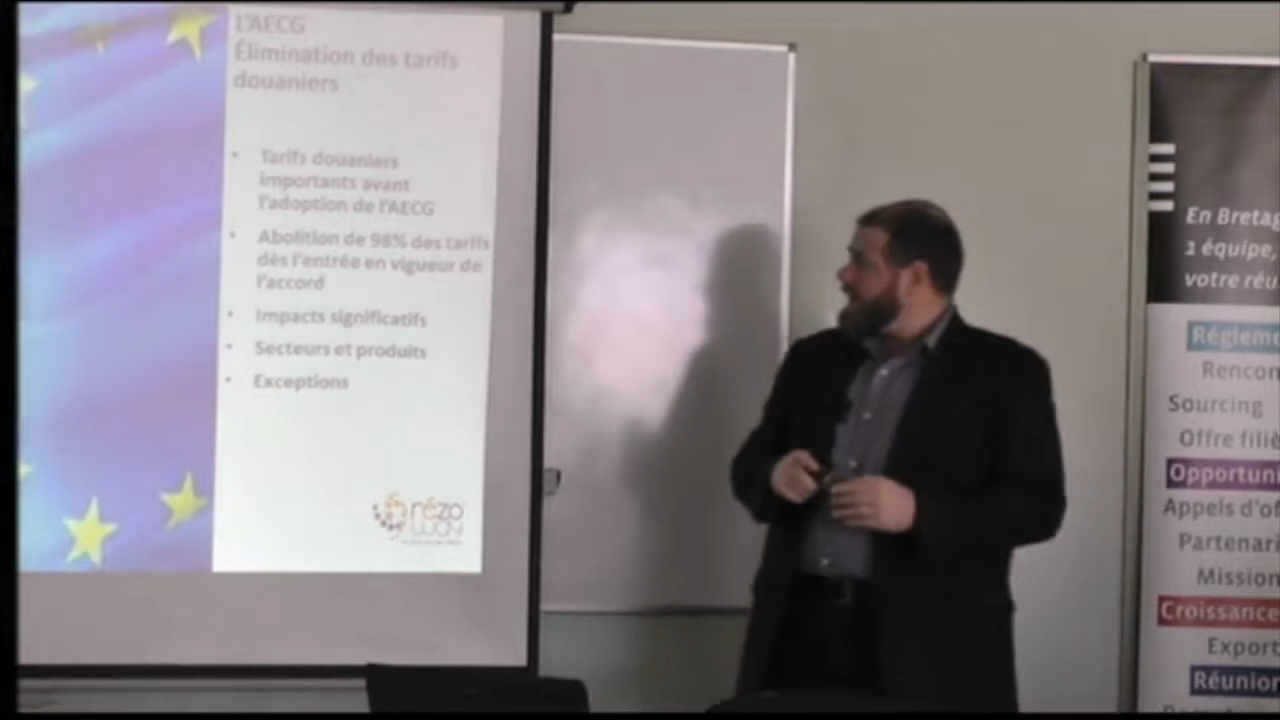 L'AECG
Élimination des tarifs
douaniers
• Tarifs douaniers
importants avant
l'adoption de l'AECG
• Abolition de 98% des tarifs
dès l'entrée en vigueur de
l'accord
• Impacts significatifs
• Secteurs et produits
• Exceptions
rézo
way
En Bretag
1 équipe,
votre réu
Régleme
Rencon
Sourcing
Offre filiè
Opportuni
Appels d'of
Partenari
Mission
Croissance
Export
Réunion